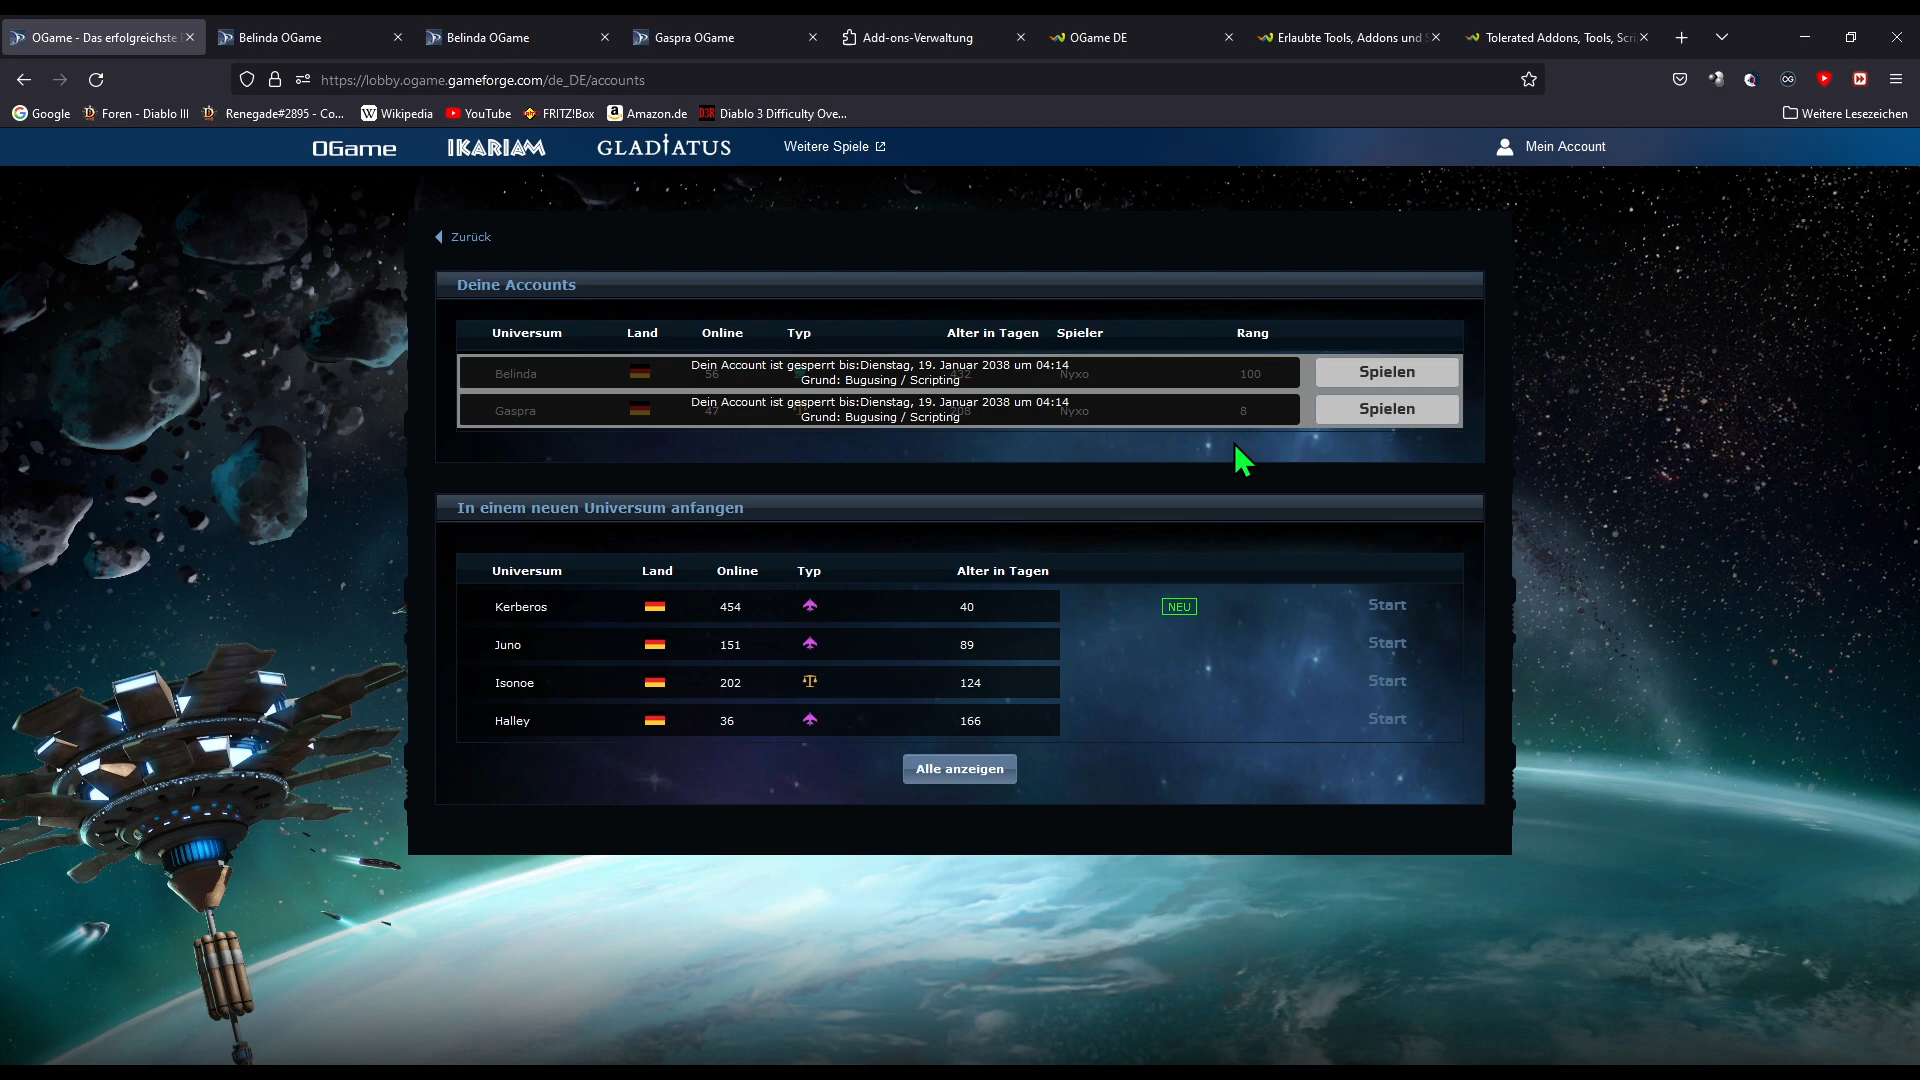 OGame - Das erfolgreichste
Belinda OGame
Belinda OGame
Gaspra OGame
Add-ons-Verwaltung
OGame DE
Erlaubte Tools, Addons und
Tolerated Addons, Tools, Scri
https://lobby.ogame.gameforge.com/de_DE/accounts
Google
Foren - Diablo III
Renegade#2895 - Co...
Wikipedia
YouTube
FRITZ!Box
Amazon.de
Diablo 3 Difficulty Ove...
Weitere Lesezeichen
OGame
IKARIAM
GLADIATUS
Weitere Spiele
Mein Account
Zurück
Deine Accounts
Universum Land Online Typ Alter in Tagen Spieler Rang
Dein Account ist gesperrt bis:Dienstag, 19. Januar 2038 um 04:14
Belinda 56 432 Nyxo 100 Spielen
Grund: Bugusing / Scripting
Dein Account ist gesperrt bis:Dienstag, 19. Januar 2038 um 04:14
Gaspra 47 208 Nyxo 8 Spielen
Grund: Bugusing / Scripting
In einem neuen Universum anfangen
Universum Land Online Typ Alter in Tagen
Kerberos 454 40 NEU Start
Juno 151 89 Start
Isonoe 202 124 Start
Halley 36 166 Start
Alle anzeigen